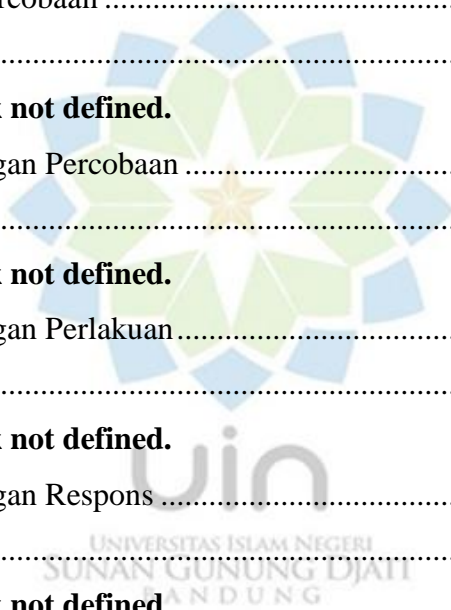 rcobaan ........................................
........................................................
not defined.
gan Percobaan ..............................
........................................................
not defined.
gan Perlakuan...............................
........................................................
not defined.
uin
gan Respons .................................
UNIVERSITAS ISLAM NEGERI
........................................................
SUNAN GUNUNG DJATI
BANDUNG
not defined.